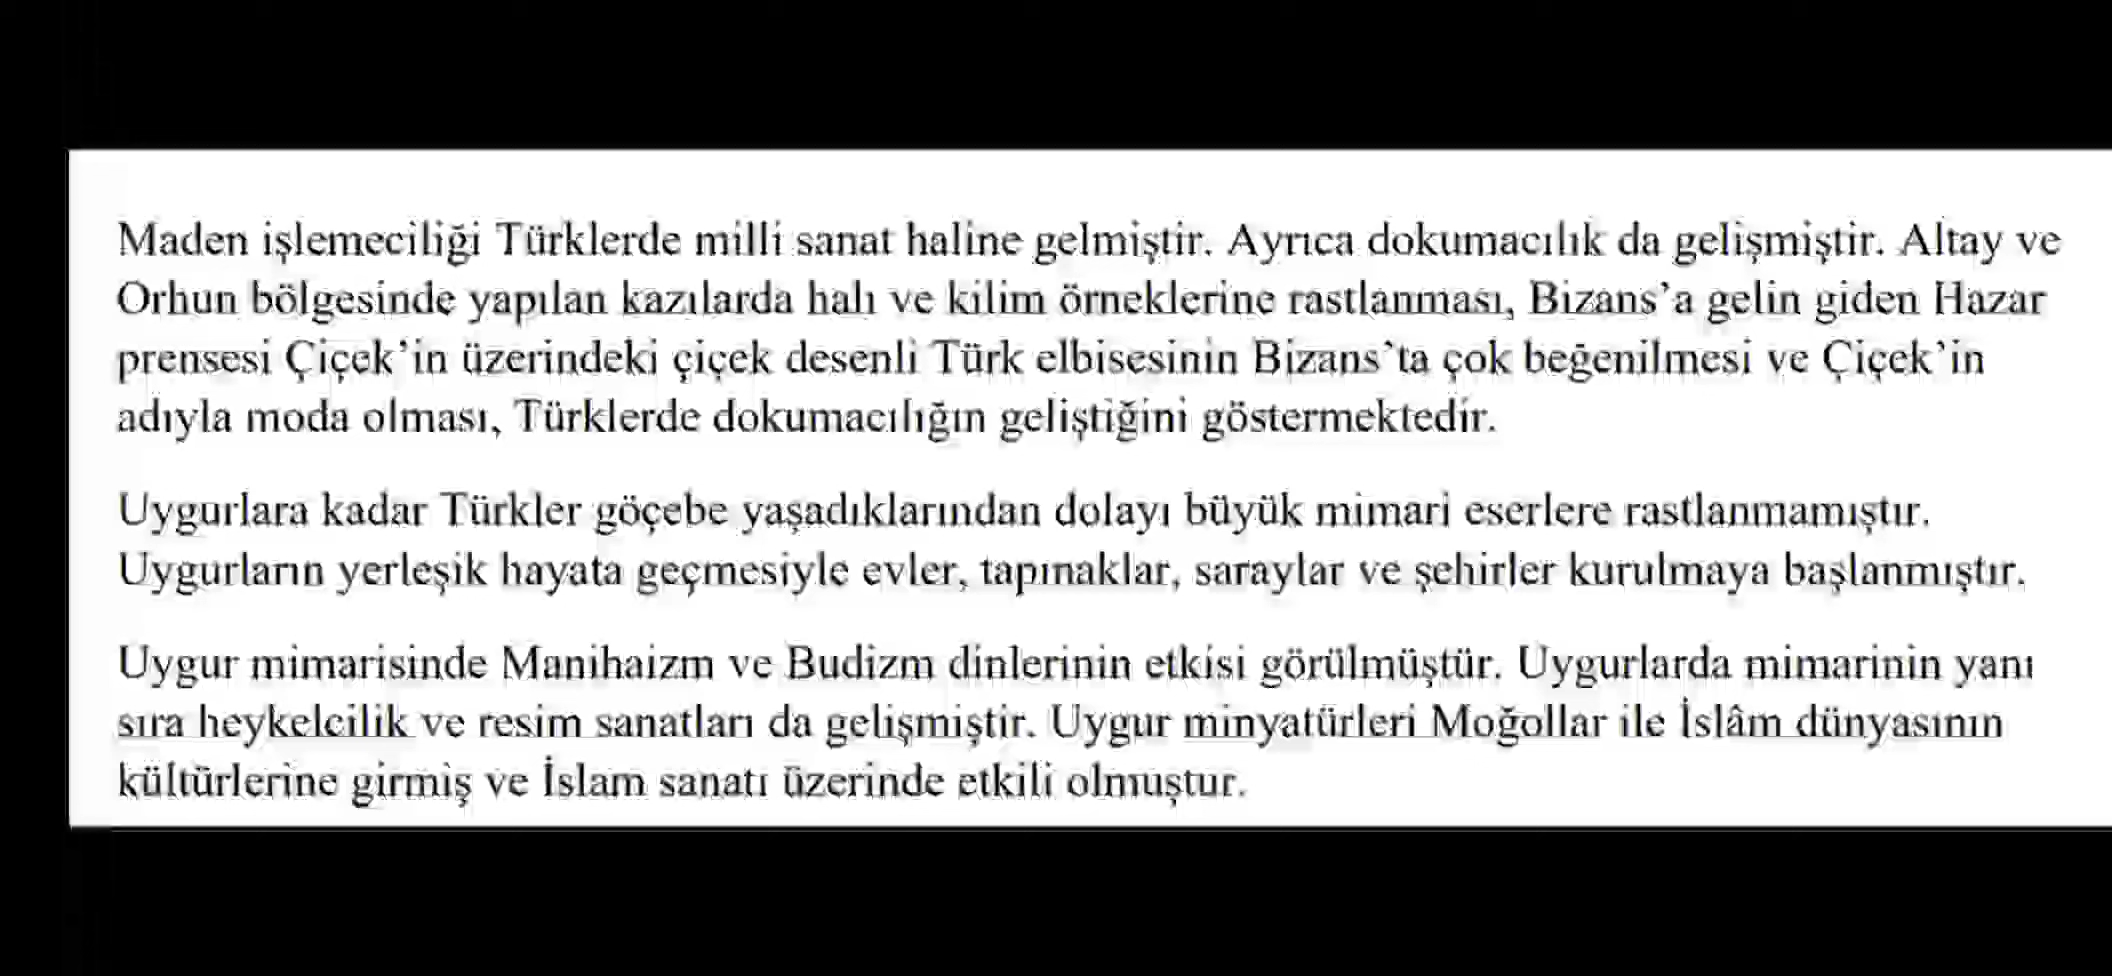 Maden işlemeciliği Türklerde milli sanat haline gelmiştir. Ayrıca dokumacılık da gelişmiştir. Altay ve
Orhun bölgesinde yapılan kazılarda halı ve kilim örneklerine rastlanması, Bizans'a gelin giden Hazar
prensesi Çiçek'in üzerindeki çiçek desenli Türk elbisesinin Bizans'ta çok beğenilmesi ve Çiçek'in
adıyla moda olması, Türklerde dokumacılığın geliştiğini göstermektedir.
Uygurlara kadar Türkler göçebe yaşadıklarından dolayı büyük mimari eserlere rastlanmamıştır.
Uygurların yerleşik hayata geçmesiyle evler, tapınaklar, saraylar ve şehirler kurulmaya başlanmıştır.
Uygur mimarisinde Manihaizm ve Budizm dinlerinin etkisi görülmüştür. Uygurlarda mimarinin yanı
sıra heykelcilik ve resim sanatları da gelişmiştir. Uygur minyatürleri Moğollar ile İslâm dünyasının
kültürlerine girmiş ve İslam sanatı üzerinde etkili olmuştur.